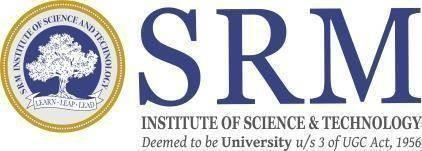 SRM INSTITUTE OF SCIENCE AND TECHNOLOGY
LEARN · LEAP · LEAD
SRM
INSTITUTE OF SCIENCE & TECHNOLOGY
Deemed to be University u/s 3 of UGC Act, 1956